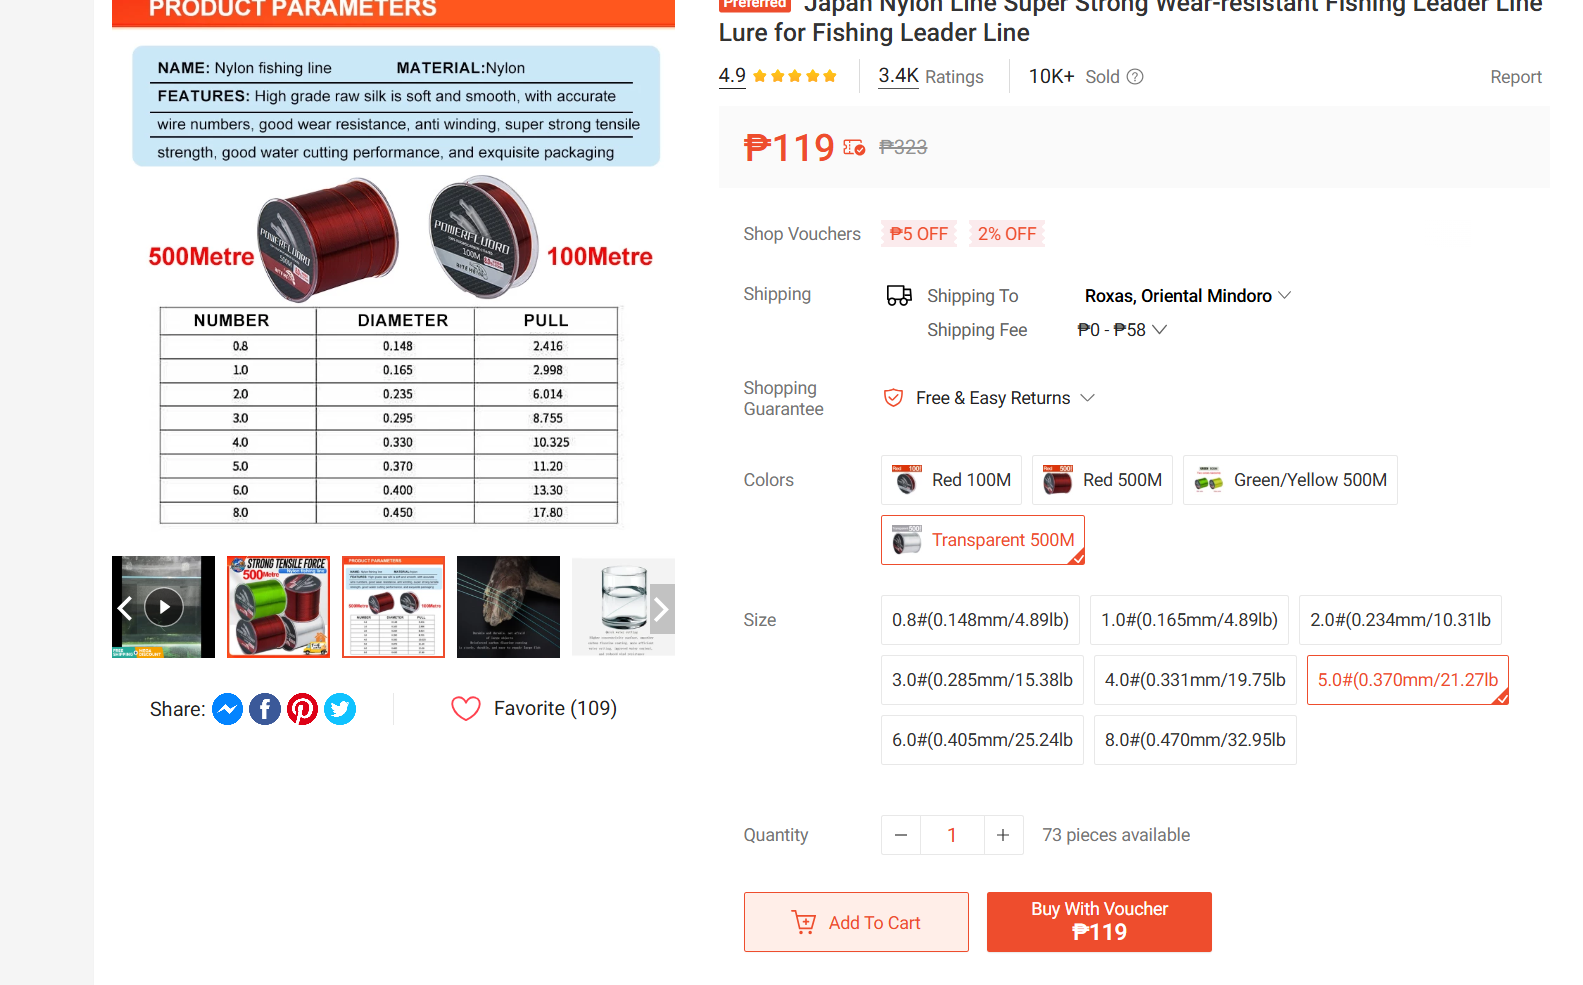 PRODUCT PARAMETERS
NAME: Nylon fishing line MATERIAL:Nylon
FEATURES: High grade raw silk is soft and smooth, with accurate
wire numbers, good wear resistance, anti winding, super strong tensile
strength, good water cutting performance, and exquisite packaging
500Metre
POWERFLUORO
500M
POWERFLUORO
100M
100Metre
NUMBER DIAMETER PULL
0.8 0.148 2.416
1.0 0.165 2.998
2.0 0.235 6.014
3.0 0.295 8.755
4.0 0.330 10.325
5.0 0.370 11.20
6.0 0.400 13.30
8.0 0.450 17.80
STRONG TENSILE FORCE
500Metre
PRODUCT PARAMETERS
Share:
Favorite (109)
Preferred Japan Nylon Line Super Strong Wear-resistant Fishing Leader Line
Lure for Fishing Leader Line
4.9
3.4K Ratings
10K+ Sold ?
Report
₱119 ₱323
Shop Vouchers ₱5 OFF 2% OFF
Shipping Shipping To Roxas, Oriental Mindoro
Shipping Fee ₱0 - ₱58
Shopping
Guarantee
Free & Easy Returns
Colors Red 100M Red 500M Green/Yellow 500M
Transparent 500M
Size 0.8#(0.148mm/4.89lb) 1.0#(0.165mm/4.89lb) 2.0#(0.234mm/10.31lb
3.0#(0.285mm/15.38lb 4.0#(0.331mm/19.75lb 5.0#(0.370mm/21.27lb
6.0#(0.405mm/25.24lb 8.0#(0.470mm/32.95lb
Quantity 1 73 pieces available
Add To Cart
Buy With Voucher
₱119